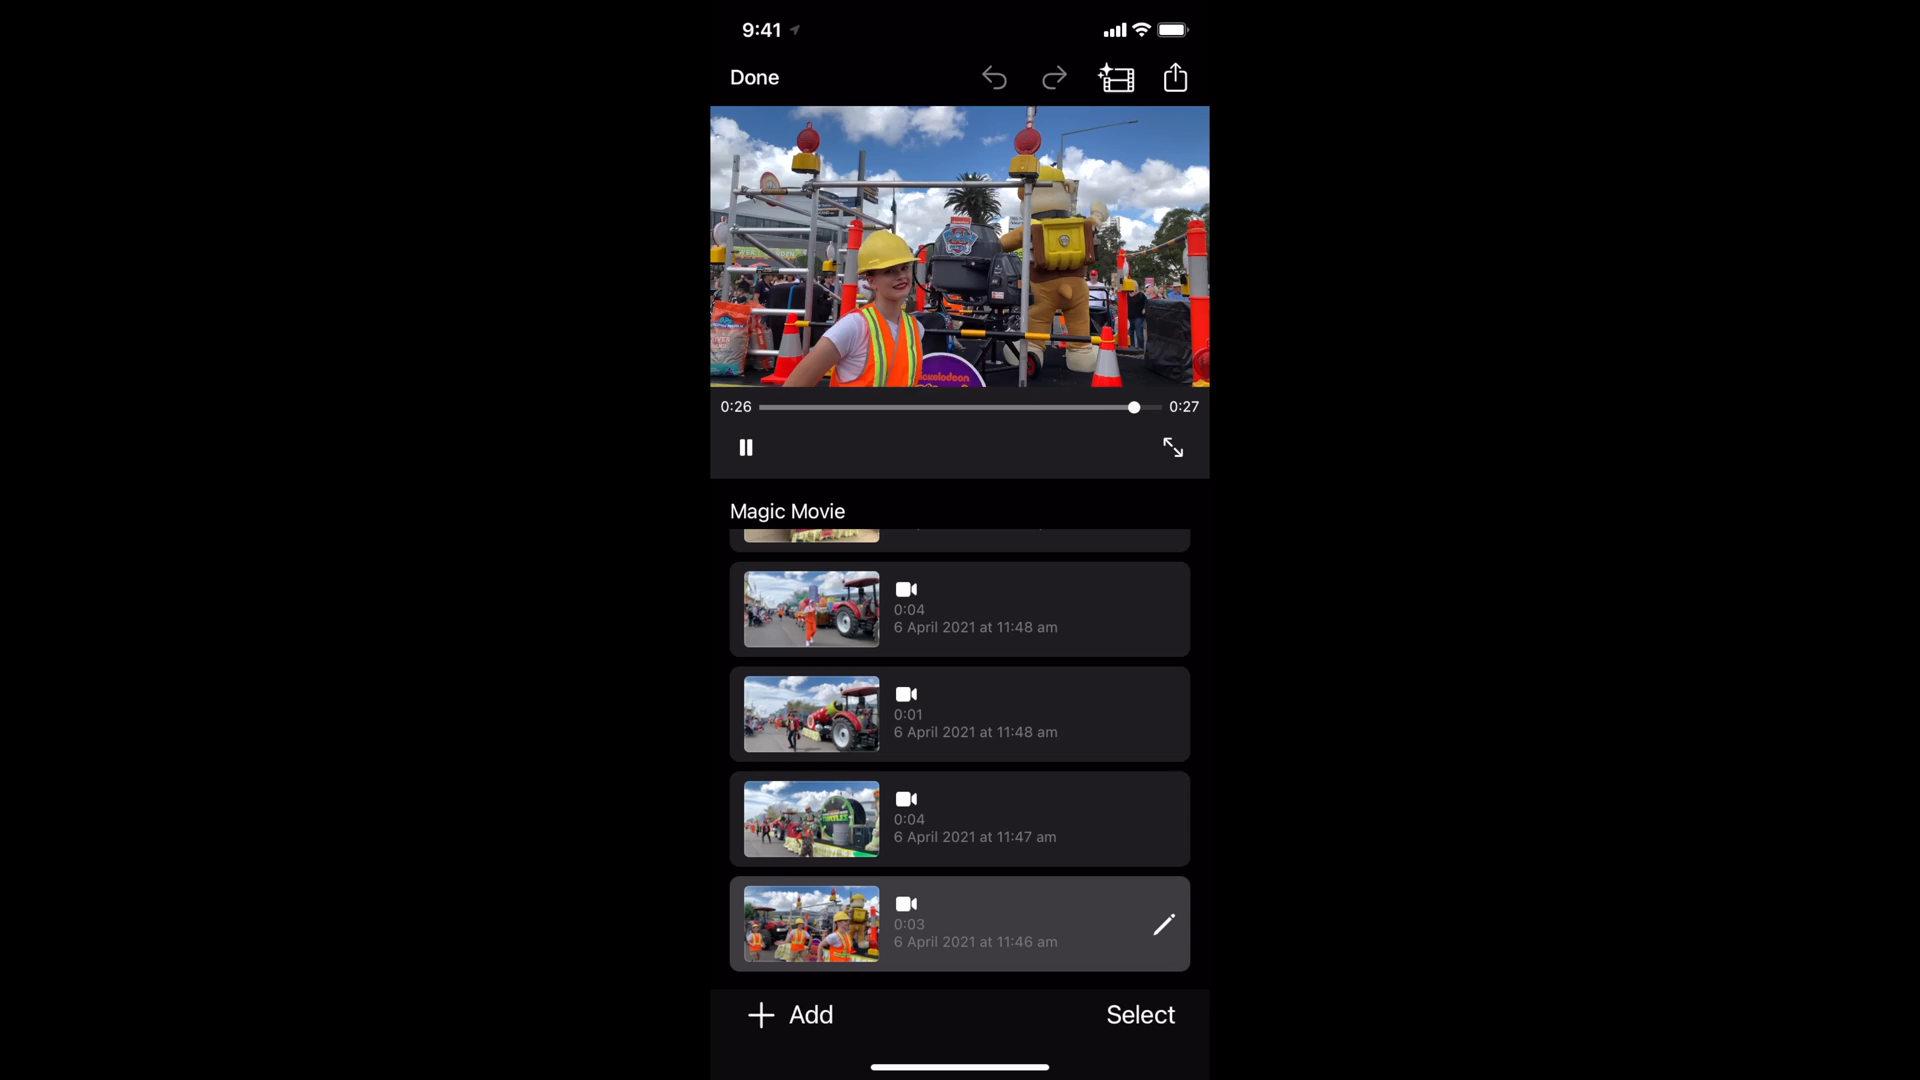 9:41
Done
nickelodeon
0:26
0:27
Magic Movie
0:04
6 April 2021 at 11:48 am
0:01
6 April 2021 at 11:48 am
TURTLES
0:04
6 April 2021 at 11:47 am
0:03
6 April 2021 at 11:46 am
Add
Select